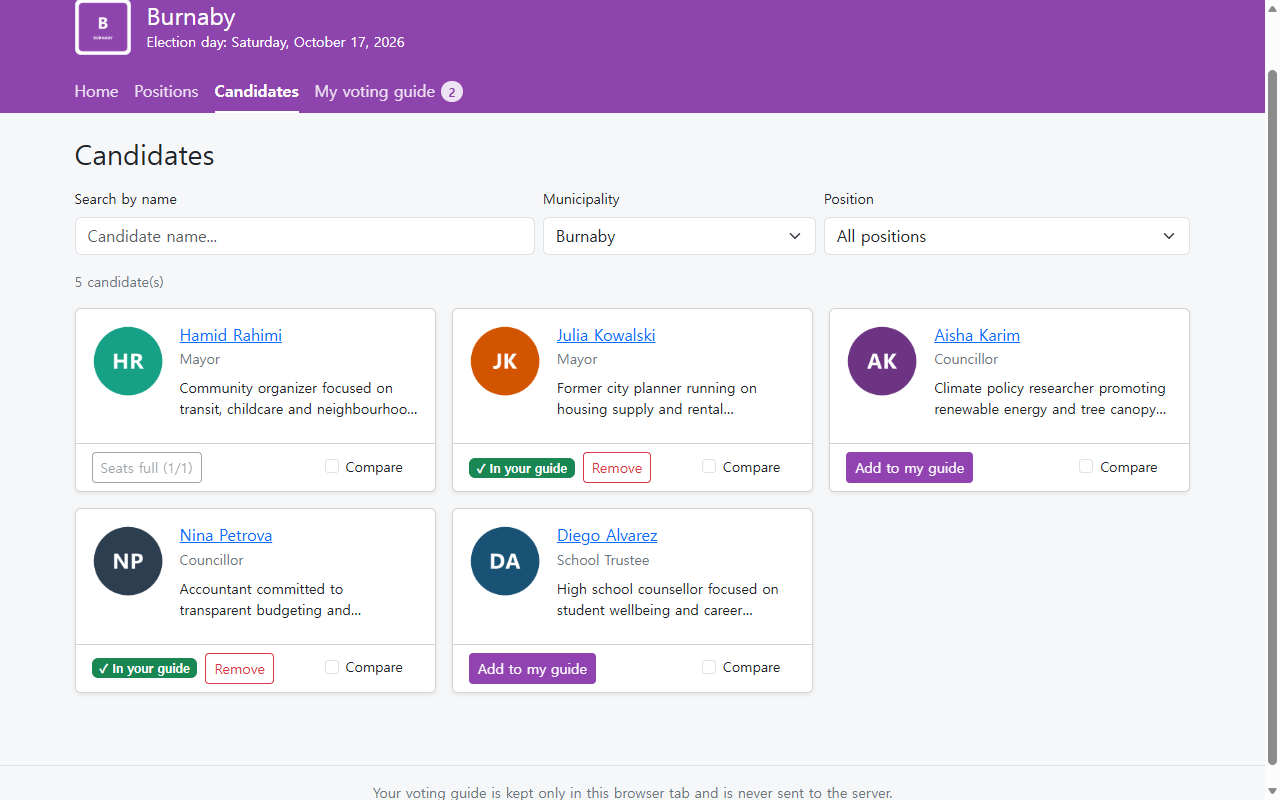 B
BURNABY
Burnaby
Election day: Saturday, October 17, 2026
Home Positions Candidates My voting guide 2
Candidates
Search by name
Municipality
Position
Candidate name...
Burnaby
All positions
5 candidate(s)
HR
Hamid Rahimi
Mayor
Community organizer focused on
transit, childcare and neighbourhoo...
Seats full (1/1)
Compare
JK
Julia Kowalski
Mayor
Former city planner running on
housing supply and rental...
✓ In your guide
Remove
Compare
AK
Aisha Karim
Councillor
Climate policy researcher promoting
renewable energy and tree canopy...
Add to my guide
Compare
NP
Nina Petrova
Councillor
Accountant committed to
transparent budgeting and...
✓ In your guide
Remove
Compare
DA
Diego Alvarez
School Trustee
High school counsellor focused on
student wellbeing and career...
Add to my guide
Compare
Your voting guide is kept only in this browser tab and is never sent to the server.